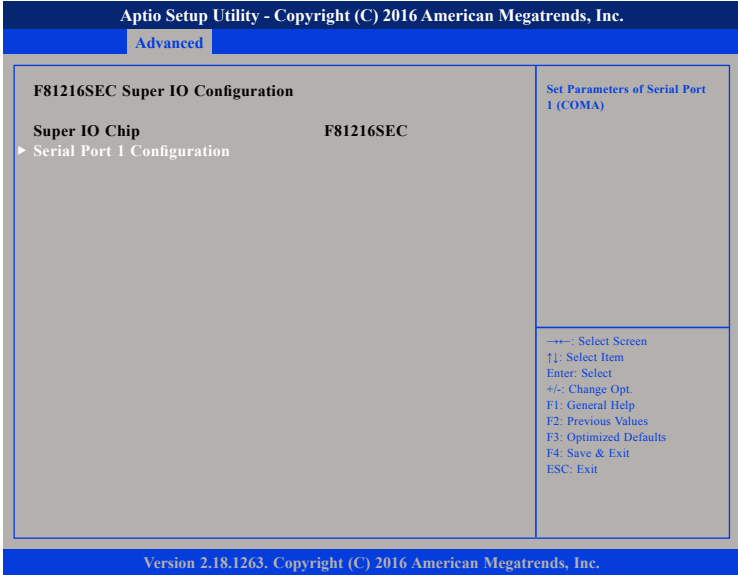 Aptio Setup Utility - Copyright (C) 2016 American Megatrends, Inc.
Advanced
F81216SEC Super IO Configuration
Super IO Chip F81216SEC
► Serial Port 1 Configuration
Set Parameters of Serial Port
1 (COMA)
→←: Select Screen
↑↓: Select Item
Enter: Select
+/-: Change Opt.
F1: General Help
F2: Previous Values
F3: Optimized Defaults
F4: Save & Exit
ESC: Exit
Version 2.18.1263. Copyright (C) 2016 American Megatrends, Inc.